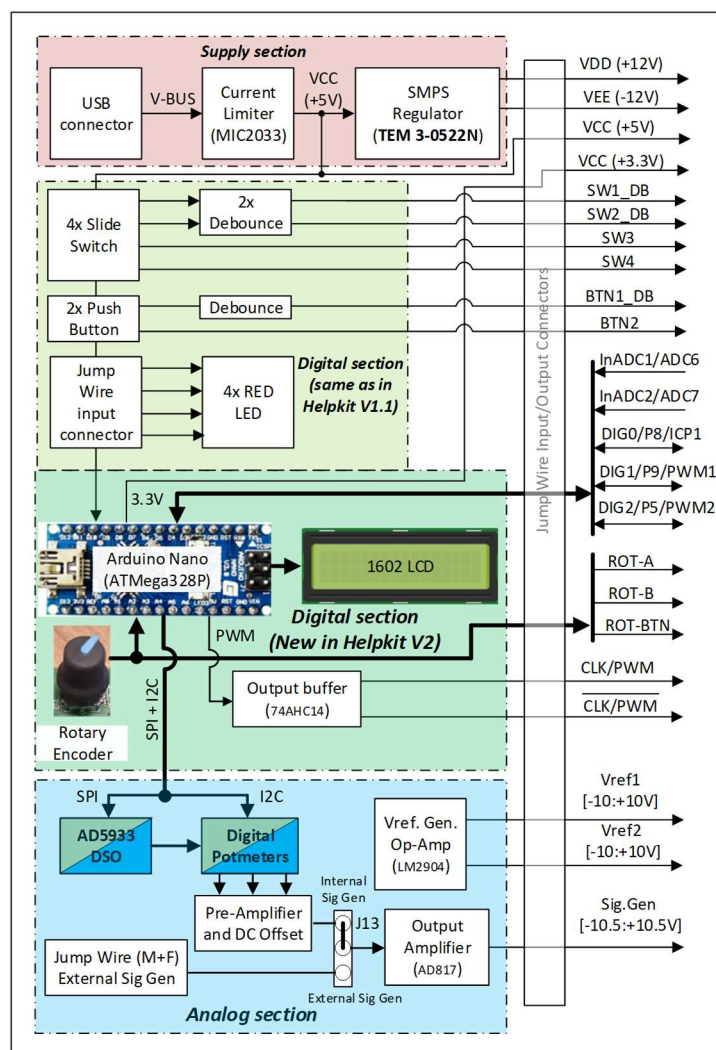 Supply section
USB
connector
V-BUS
Current
Limiter
(MIC2033)
VCC
(+5V)
SMPS
Regulator
(TEM 3-0522N)
VDD (+12V)
VEE (-12V)
VCC (+5V)
VCC (+3.3V)
4x Slide
Switch
2x
Debounce
SW1_DB
SW2_DB
SW3
SW4
2x Push
Button
Debounce
BTN1_DB
BTN2
Jump
Wire
input
connector
4x RED
LED
Digital section
(same as in
Helpkit V1.1)
Jump Wire Input/Output Connectors
InADC1/ADC6
InADC2/ADC7
DIG0/P8/ICP1
DIG1/P9/PWM1
DIG2/P5/PWM2
3.3V
Arduino Nano
(ATMega328P)
1602 LCD
Digital section
(New in Helpkit V2)
ROT-A
ROT-B
ROT-BTN
PWM
SPI + I2C
Rotary
Encoder
Output buffer
(74AHC14)
CLK/PWM
CLK/PWM
SPI
I2C
AD5933
DSO
Digital
Potmeters
Vref. Gen.
Op-Amp
(LM2904)
Vref1
[-10:+10V]
Vref2
[-10:+10V]
Pre-Amplifier
and DC Offset
Internal
Sig Gen
J13
Output
Amplifier
(AD817)
Sig.Gen
[-10.5:+10.5V]
Jump Wire (M+F)
External Sig Gen
External Sig Gen
Analog section